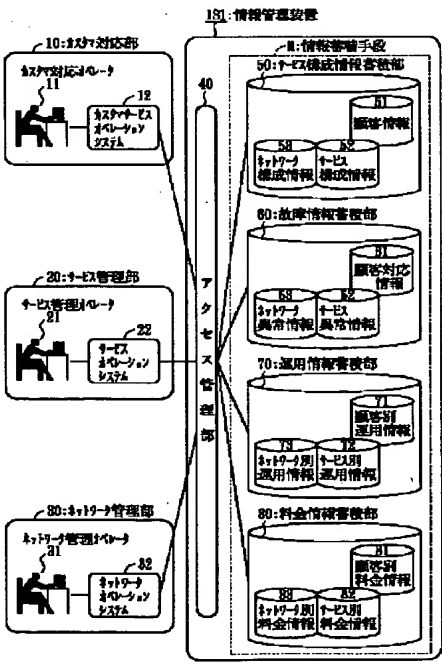 131:情報管理装置
10:カスタマ対応部
カスタマ対応オペレータ
11
12
カスタマサービス
オペレーション
システム
20:サービス管理部
サービス管理オペレータ
21
22
サービス
オペレーション
システム
30:ネットワーク管理部
ネットワーク管理オペレータ
31
32
ネットワーク
オペレーション
システム
40
アクセス管理部
情報蓄積手段
50:サービス構成情報蓄積部
51
顧客情報
53
ネットワーク
構成情報
52
サービス
構成情報
60:故障情報蓄積部
61
顧客対応
情報
63
ネットワーク
異常情報
62
サービス
異常情報
70:運用情報蓄積部
71
顧客別
運用情報
73
ネットワーク別
運用情報
72
サービス別
運用情報
80:料金情報蓄積部
81
顧客別
料金情報
83
ネットワーク別
料金情報
82
サービス別
料金情報